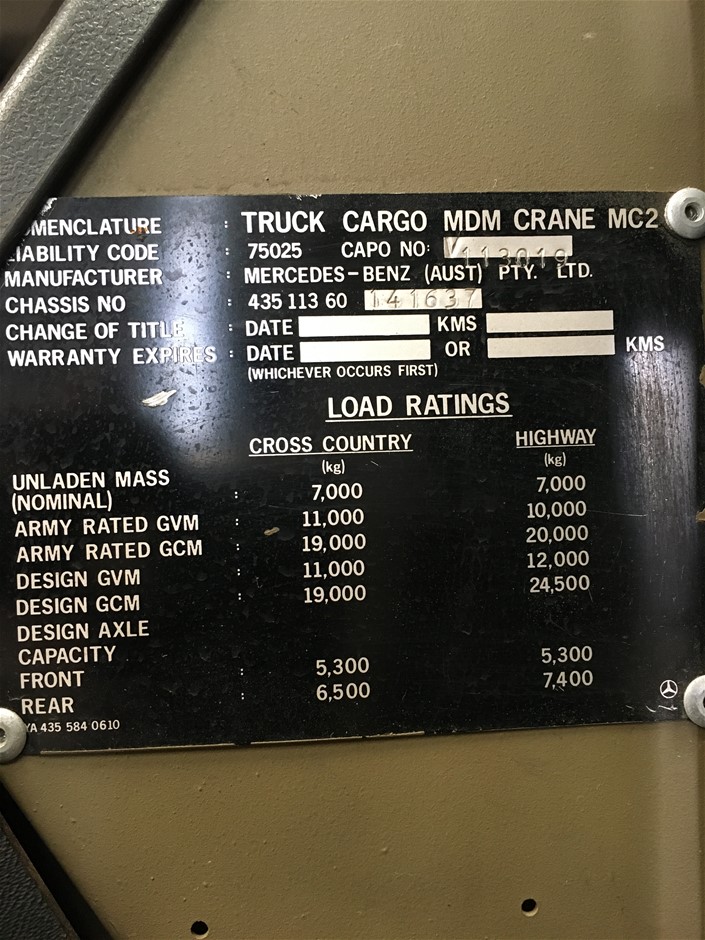 OMENCLATURE : TRUCK CARGO MDM CRANE MC2
LIABILITY CODE : 75025 CAPO NO: V113019
MANUFACTURER : MERCEDES-BENZ (AUST) PTY. LTD.
CHASSIS NO : 435 113 60 141637
CHANGE OF TITLE : DATE KMS
WARRANTY EXPIRES : DATE OR KMS
(WHICHEVER OCCURS FIRST)
LOAD RATINGS
CROSS COUNTRY HIGHWAY
(kg) (kg)
UNLADEN MASS
(NOMINAL) : 7,000 7,000
ARMY RATED GVM : 11,000 10,000
ARMY RATED GCM : 19,000 20,000
DESIGN GVM : 11,000 12,000
DESIGN GCM : 19,000 24,500
DESIGN AXLE
CAPACITY
FRONT : 5,300 5,300
REAR : 6,500 7,400
YA 435 584 0610